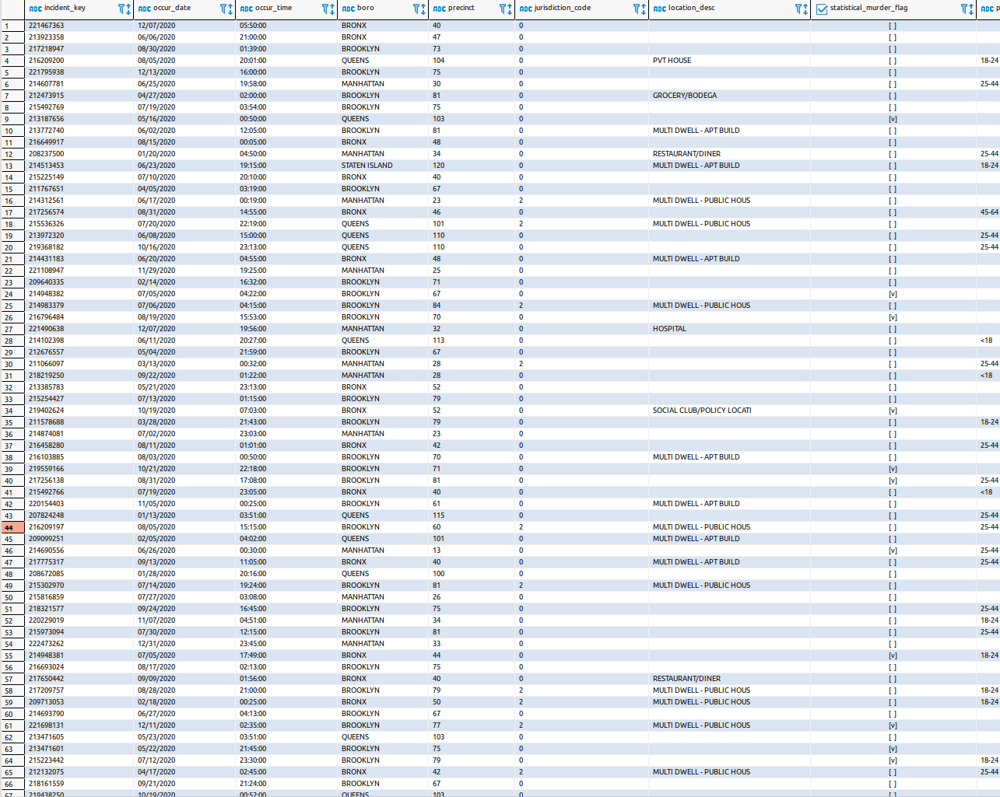 ABC incident_key ABC occur_date ABC occur_time ABC boro ABC precinct ABC jurisdiction_code ABC location_desc statistical_murder_flag ABC p
1 221467363 12/07/2020 05:50:00 BRONX 40 0 [ ]
2 213923358 06/06/2020 21:00:00 BRONX 47 0 [ ]
3 217218947 08/30/2020 01:39:00 BROOKLYN 73 0 [ ]
4 216209200 08/05/2020 20:01:00 QUEENS 104 0 PVT HOUSE [ ] 18-24
5 221795938 12/13/2020 16:00:00 BROOKLYN 75 0 [ ]
6 214607781 06/25/2020 19:58:00 MANHATTAN 30 0 [ ] 25-44
7 212473915 04/27/2020 02:00:00 BROOKLYN 81 0 GROCERY/BODEGA [ ]
8 215492769 07/19/2020 03:54:00 BROOKLYN 75 0 [ ]
9 213187656 05/16/2020 00:50:00 QUEENS 103 0 [v]
10 213772740 06/02/2020 12:05:00 BROOKLYN 81 0 MULTI DWELL - APT BUILD [ ]
11 216649917 08/15/2020 00:05:00 BRONX 48 0 [ ]
12 208237500 01/20/2020 04:50:00 MANHATTAN 34 0 RESTAURANT/DINER [ ] 25-44
13 214513453 06/23/2020 19:15:00 STATEN ISLAND 120 0 MULTI DWELL - APT BUILD [ ] 18-24
14 215225149 07/10/2020 20:10:00 BRONX 40 0 [ ]
15 211767651 04/05/2020 03:19:00 BROOKLYN 67 0 [ ]
16 214312561 06/17/2020 00:19:00 MANHATTAN 23 2 MULTI DWELL - PUBLIC HOUS [ ]
17 217256574 08/31/2020 14:55:00 BRONX 46 0 [ ] 45-64
18 215536326 07/20/2020 22:19:00 QUEENS 101 2 MULTI DWELL - PUBLIC HOUS [ ]
19 213972320 06/08/2020 15:00:00 QUEENS 110 0 [ ] 25-44
20 219368182 10/16/2020 23:13:00 QUEENS 110 0 [ ] 25-44
21 214431183 06/20/2020 04:55:00 BRONX 48 0 MULTI DWELL - APT BUILD [ ]
22 221108947 11/29/2020 19:25:00 MANHATTAN 25 0 [ ]
23 209640335 02/14/2020 16:32:00 BROOKLYN 71 0 [ ]
24 214948382 07/05/2020 04:22:00 BROOKLYN 67 0 [v]
25 214983379 07/06/2020 04:15:00 BROOKLYN 84 2 MULTI DWELL - PUBLIC HOUS [ ]
26 216796484 08/19/2020 15:53:00 BROOKLYN 70 0 [v]
27 221490638 12/07/2020 19:56:00 MANHATTAN 32 0 HOSPITAL [ ]
28 214102398 06/11/2020 20:27:00 QUEENS 113 0 [ ] <18
29 212676557 05/04/2020 21:59:00 BROOKLYN 67 0 [ ]
30 211066097 03/13/2020 00:32:00 MANHATTAN 28 2 [ ] 25-44
31 218219250 09/22/2020 01:22:00 MANHATTAN 28 0 [ ] <18
32 213385783 05/21/2020 23:13:00 BRONX 52 0 [ ]
33 215254427 07/13/2020 01:15:00 BROOKLYN 79 0 [ ]
34 219402624 10/19/2020 07:03:00 BRONX 52 0 SOCIAL CLUB/POLICY LOCATI [v]
35 211578688 03/28/2020 21:43:00 BROOKLYN 79 0 [ ] 18-24
36 214874081 07/02/2020 23:03:00 MANHATTAN 23 0 [ ]
37 216458280 08/11/2020 01:01:00 BRONX 42 0 [ ] 25-44
38 216103885 08/03/2020 00:50:00 BROOKLYN 70 0 MULTI DWELL - APT BUILD [ ]
39 219559166 10/21/2020 22:18:00 BROOKLYN 71 0 [v]
40 217256138 08/31/2020 17:08:00 BROOKLYN 81 0 [v] 25-44
41 215492766 07/19/2020 23:05:00 BRONX 40 0 [ ] <18
42 220154403 11/05/2020 00:25:00 BROOKLYN 61 0 MULTI DWELL - APT BUILD [ ]
43 207824248 01/13/2020 03:51:00 QUEENS 115 0 [ ] 25-44
44 216209197 08/05/2020 15:15:00 BROOKLYN 60 2 MULTI DWELL - PUBLIC HOUS [ ] 25-44
45 209099251 02/05/2020 04:02:00 QUEENS 101 0 MULTI DWELL - APT BUILD [ ]
46 214690556 06/26/2020 00:30:00 MANHATTAN 13 0 [v] 25-44
47 217775317 09/13/2020 11:05:00 BRONX 40 0 MULTI DWELL - APT BUILD [ ] 25-44
48 208672085 01/28/2020 20:16:00 QUEENS 100 0 [ ]
49 215302970 07/14/2020 19:24:00 BROOKLYN 81 2 MULTI DWELL - PUBLIC HOUS [ ]
50 215816859 07/27/2020 03:08:00 MANHATTAN 26 0 [ ]
51 218321577 09/24/2020 16:45:00 BROOKLYN 75 0 [ ] 25-44
52 220229019 11/07/2020 04:51:00 MANHATTAN 34 0 [ ] 18-24
53 215973094 07/30/2020 12:15:00 BROOKLYN 81 0 [ ] 25-44
54 222473262 12/31/2020 23:45:00 MANHATTAN 33 0 [ ]
55 214948381 07/05/2020 17:49:00 BRONX 44 0 [v] 18-24
56 216693024 08/17/2020 02:13:00 BROOKLYN 75 0 [ ]
57 217650442 09/09/2020 01:56:00 BRONX 40 0 RESTAURANT/DINER [ ]
58 217209757 08/28/2020 21:00:00 BROOKLYN 79 2 MULTI DWELL - PUBLIC HOUS [ ] 18-24
59 209713053 02/18/2020 00:25:00 BRONX 50 2 MULTI DWELL - PUBLIC HOUS [ ] 18-24
60 214693790 06/27/2020 04:13:00 BROOKLYN 67 0 [ ]
61 221698131 12/11/2020 02:35:00 BROOKLYN 77 2 MULTI DWELL - PUBLIC HOUS [v]
62 213471605 05/23/2020 03:51:00 QUEENS 103 0 [ ]
63 213471601 05/22/2020 21:45:00 BROOKLYN 75 0 [v]
64 215223442 07/12/2020 23:30:00 BROOKLYN 79 0 [v] 18-24
65 212132075 04/17/2020 02:45:00 BRONX 42 2 MULTI DWELL - PUBLIC HOUS [ ] 25-44
66 218161559 09/21/2020 21:24:00 BROOKLYN 67 0 [ ]
67 219438250 10/19/2020 00:52:00 QUEENS 103 0 [ ]